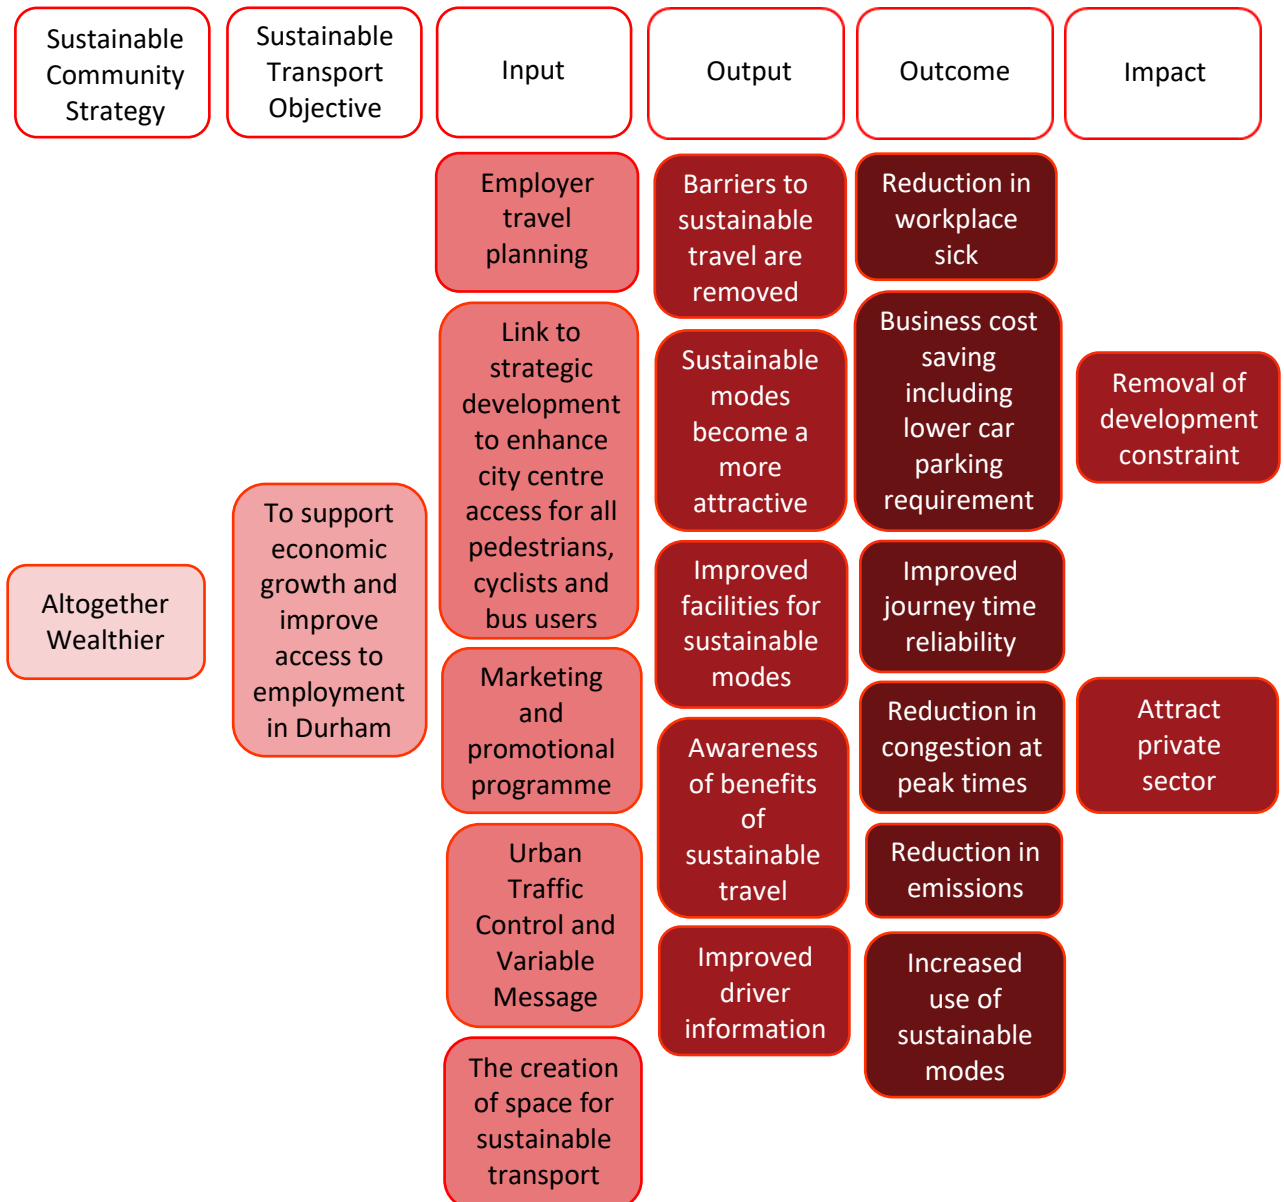 Sustainable
Community
Strategy
Sustainable
Transport
Objective
Input
Output
Outcome
Impact
Altogether
Wealthier
To support
economic
growth and
improve
access to
employment
in Durham
Employer
travel
planning
Link to
strategic
development
to enhance
city centre
access for all
pedestrians,
cyclists and
bus users
Marketing
and
promotional
programme
Urban
Traffic
Control and
Variable
Message
The creation
of space for
sustainable
transport
Barriers to
sustainable
travel are
removed
Sustainable
modes
become a
more
attractive
Improved
facilities for
sustainable
modes
Awareness
of benefits
of
sustainable
travel
Improved
driver
information
Reduction in
workplace
sick
Business cost
saving
including
lower car
parking
requirement
Improved
journey time
reliability
Reduction in
congestion at
peak times
Reduction in
emissions
Increased
use of
sustainable
modes
Removal of
development
constraint
Attract
private
sector